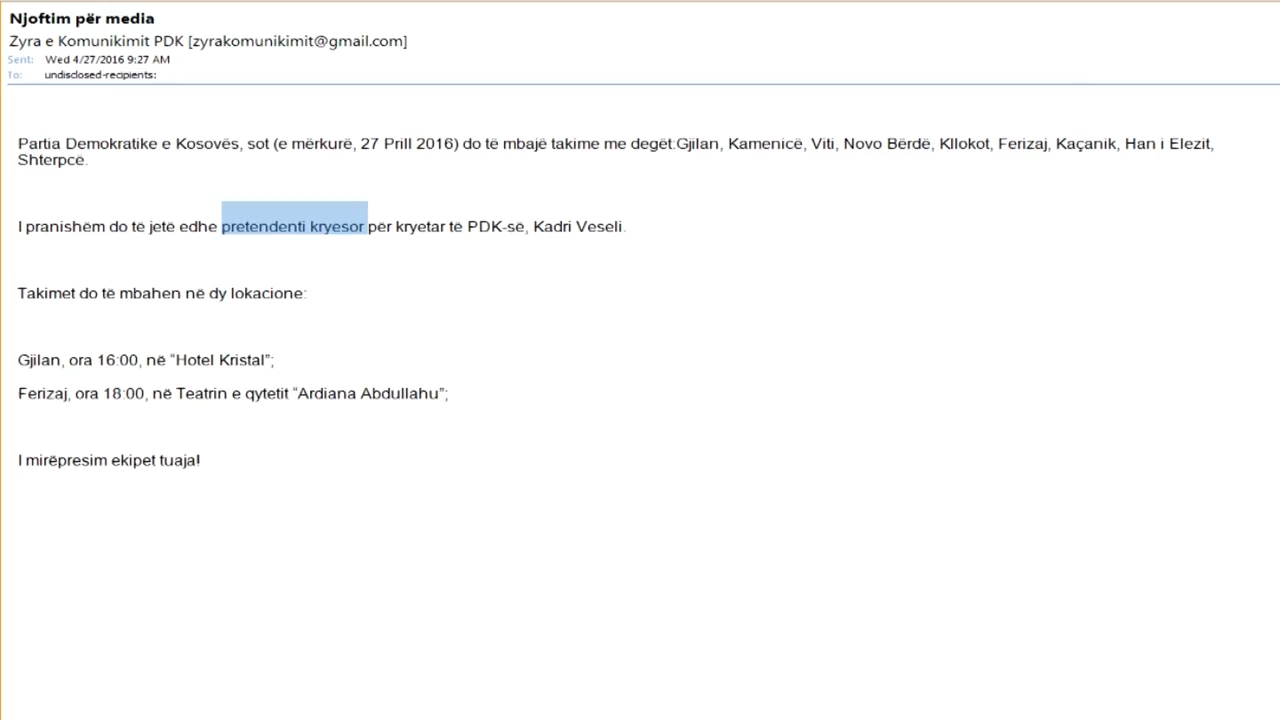 Njoftim për media
Zyra e Komunikimit PDK [zyrakomunikimit@gmail.com]
Sent: Wed 4/27/2016 9:27 AM
To: undisclosed-recipients:
Partia Demokratike e Kosovës, sot (e mërkurë, 27 Prill 2016) do të mbajë takime me degët:Gjilan, Kamenicë, Viti, Novo Bërdë, Kllokot, Ferizaj, Kaçanik, Han i Elezit,
Shterpcë.
I pranishëm do të jetë edhe pretendenti kryesor për kryetar të PDK-së, Kadri Veseli.
Takimet do të mbahen në dy lokacione:
Gjilan, ora 16:00, në “Hotel Kristal”;
Ferizaj, ora 18:00, në Teatrin e qytetit “Ardiana Abdullahu”;
I mirëpresim ekipet tuaja!